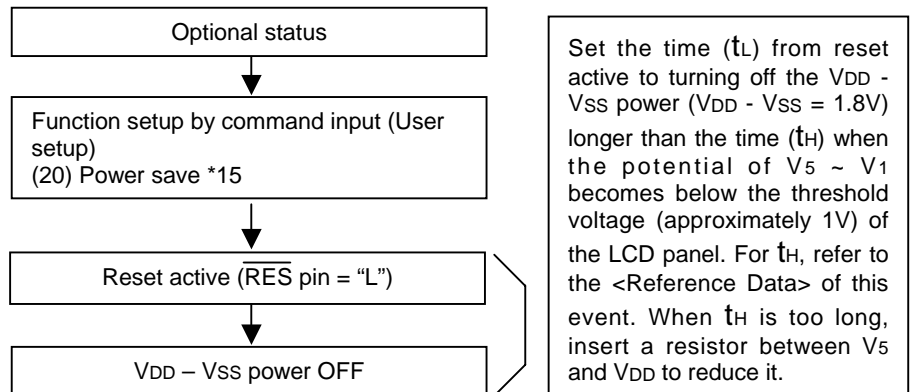 Optional status
Function setup by command input (User
setup)
(20) Power save *15
Reset active (RES pin = “L”)
VDD – VSS power OFF
Set the time (tL) from reset
active to turning off the VDD -
VSS power (VDD - VSS = 1.8V)
longer than the time (tH) when
the potential of V5 ~ V1
becomes below the threshold
voltage (approximately 1V) of
the LCD panel. For tH, refer to
the <Reference Data> of this
event. When tH is too long,
insert a resistor between V5
and VDD to reduce it.